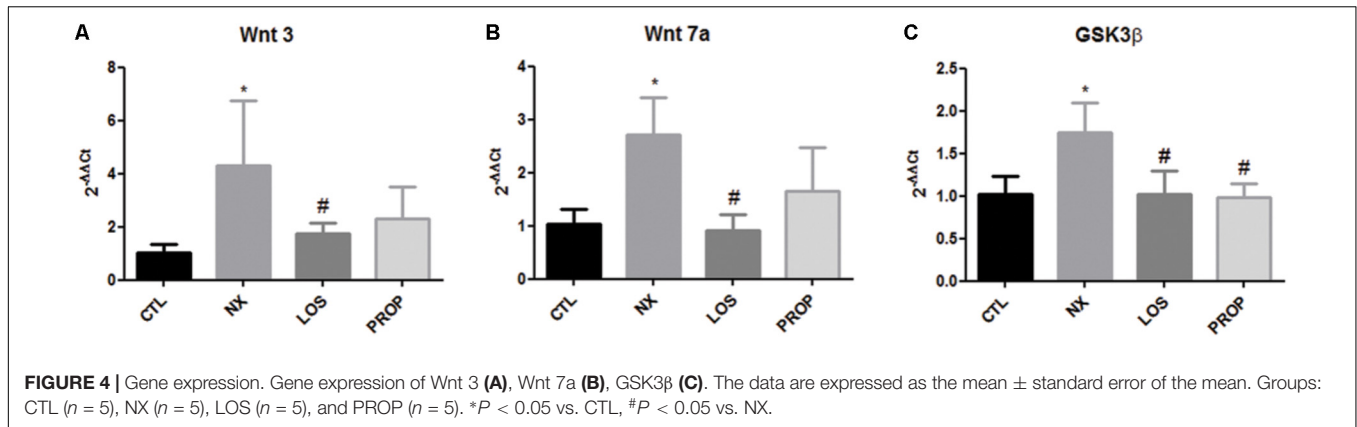 A
Wnt 3
2^-ΔΔCt
8
6
4
2
0
*
#
CTL
NX
LOS
PROP
B
Wnt 7a
2^-ΔΔCt
4
3
2
1
0
*
#
CTL
NX
LOS
PROP
C
GSK3β
2^-ΔΔCt
2.5
2.0
1.5
1.0
0.5
0.0
*
#
#
CTL
NX
LOS
PROP
FIGURE 4 | Gene expression. Gene expression of Wnt 3 (A), Wnt 7a (B), GSK3β (C). The data are expressed as the mean ± standard error of the mean. Groups:
CTL (n = 5), NX (n = 5), LOS (n = 5), and PROP (n = 5). *P < 0.05 vs. CTL, #P < 0.05 vs. NX.